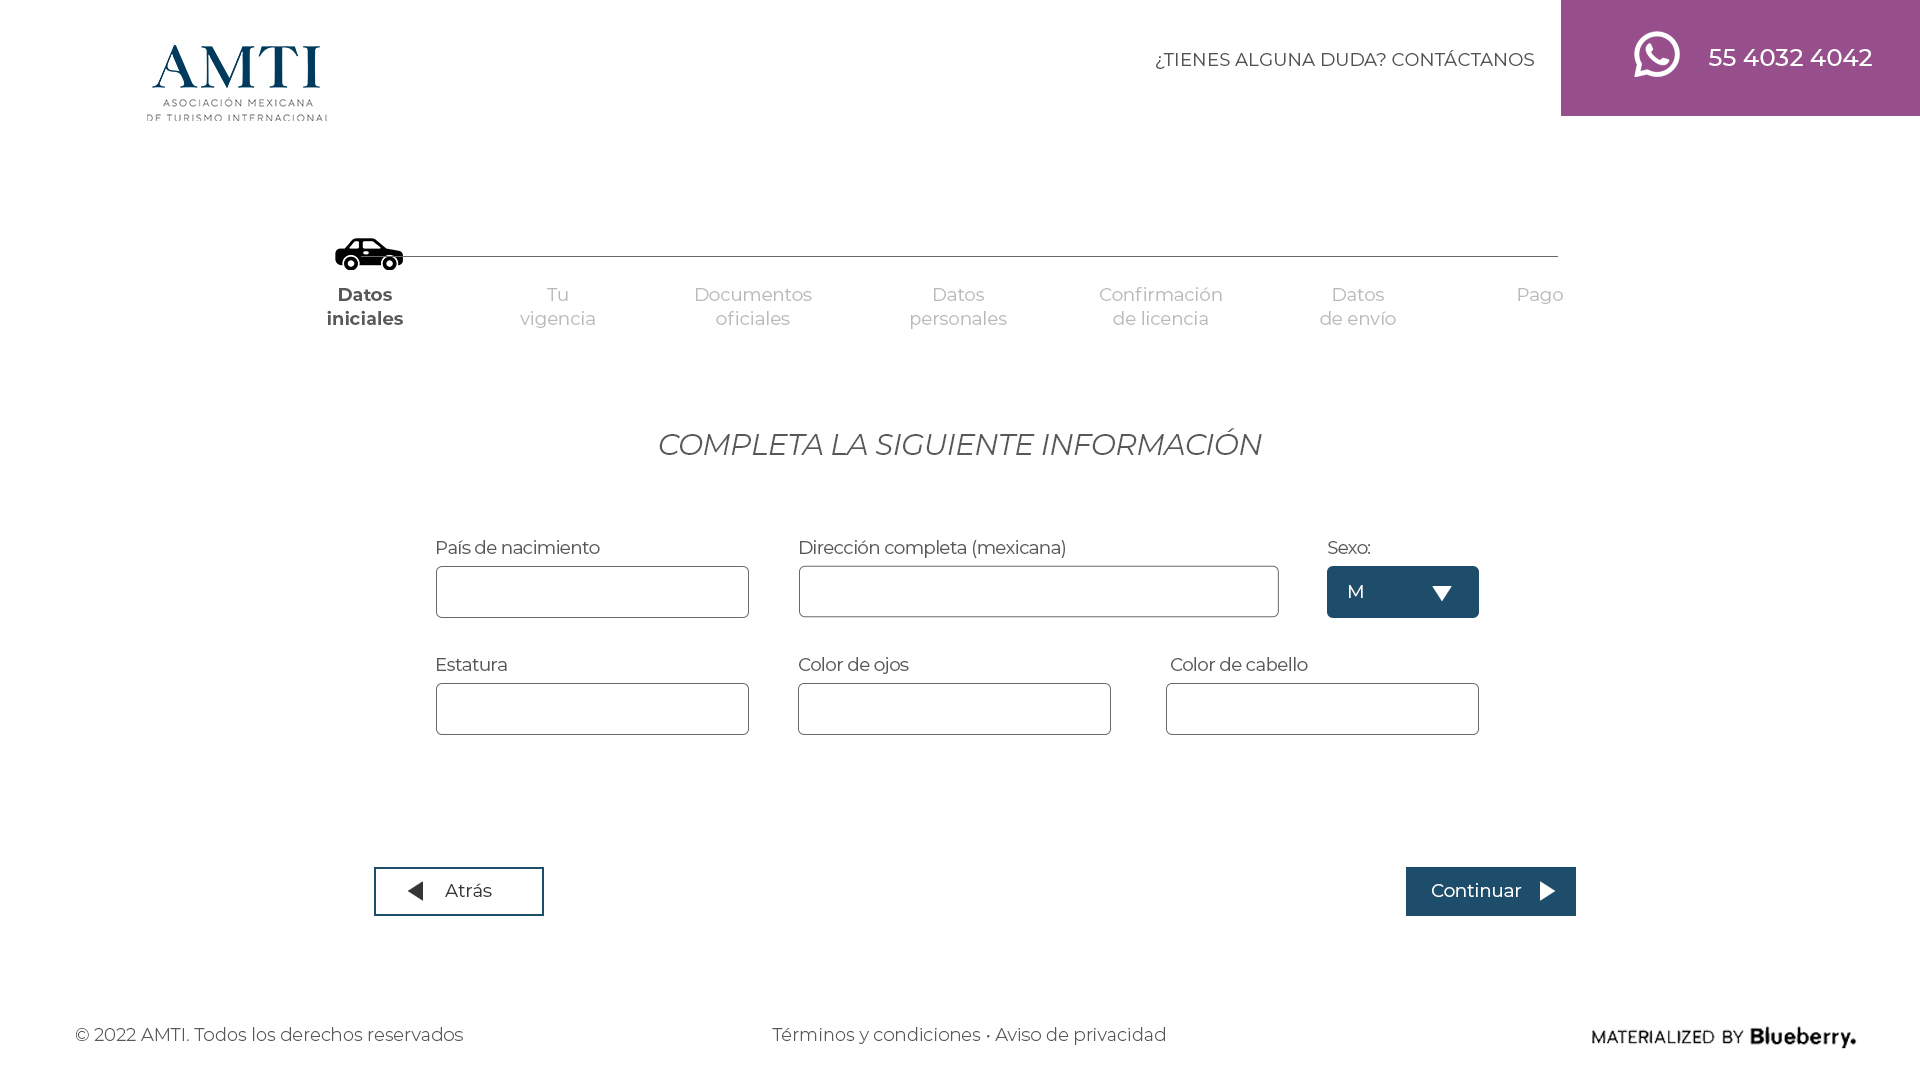 AMTI
ASOCIACIÓN MEXICANA
DE TURISMO INTERNACIONAL
¿TIENES ALGUNA DUDA? CONTÁCTANOS
55 4032 4042
Datos
iniciales
Tu
vigencia
Documentos
oficiales
Datos
personales
Confirmación
de licencia
Datos
de envío
Pago
COMPLETA LA SIGUIENTE INFORMACIÓN
País de nacimiento
Dirección completa (mexicana)
Sexo:
M
Estatura
Color de ojos
Color de cabello
Atrás
Continuar
© 2022 AMTI. Todos los derechos reservados
Términos y condiciones • Aviso de privacidad
MATERIALIZED BY Blueberry.